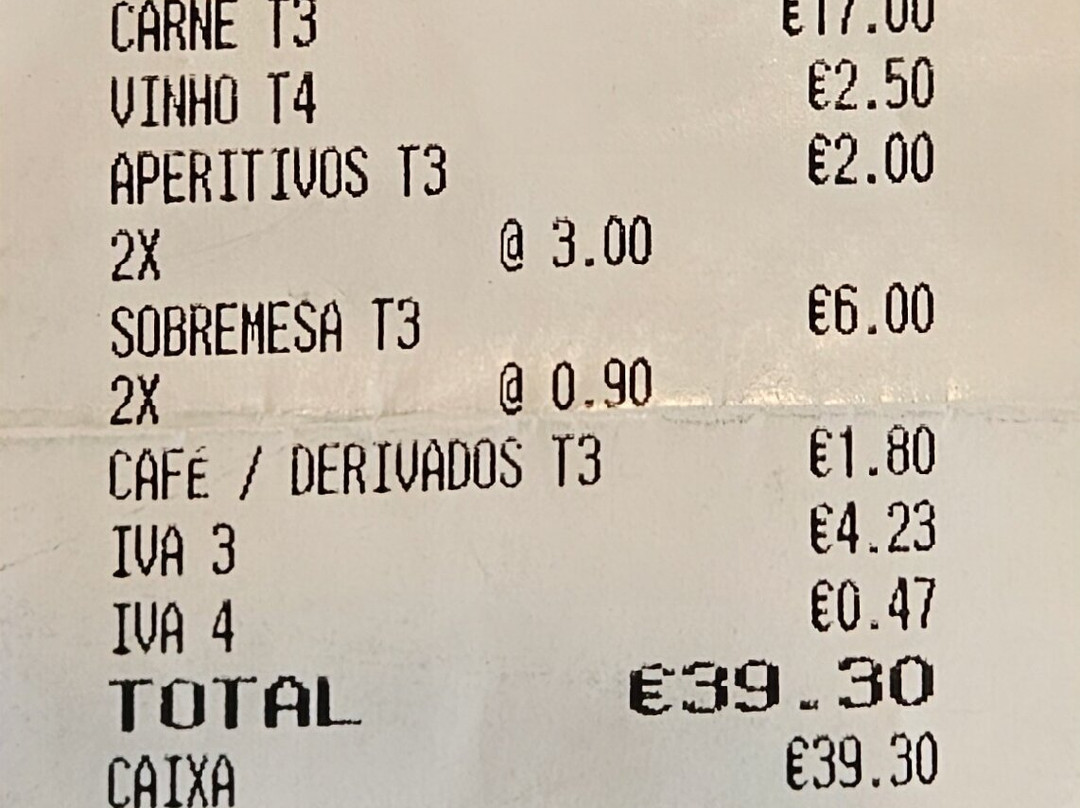 CARNE T3 €17.00
VINHO T4 €2.50
APERITIVOS T3 €2.00
2X @ 3.00
SOBREMESA T3 €6.00
2X @ 0.90
CAFÉ / DERIVADOS T3 €1.80
IVA 3 €4.23
IVA 4 €0.47
TOTAL €39.30
CAIXA €39.30